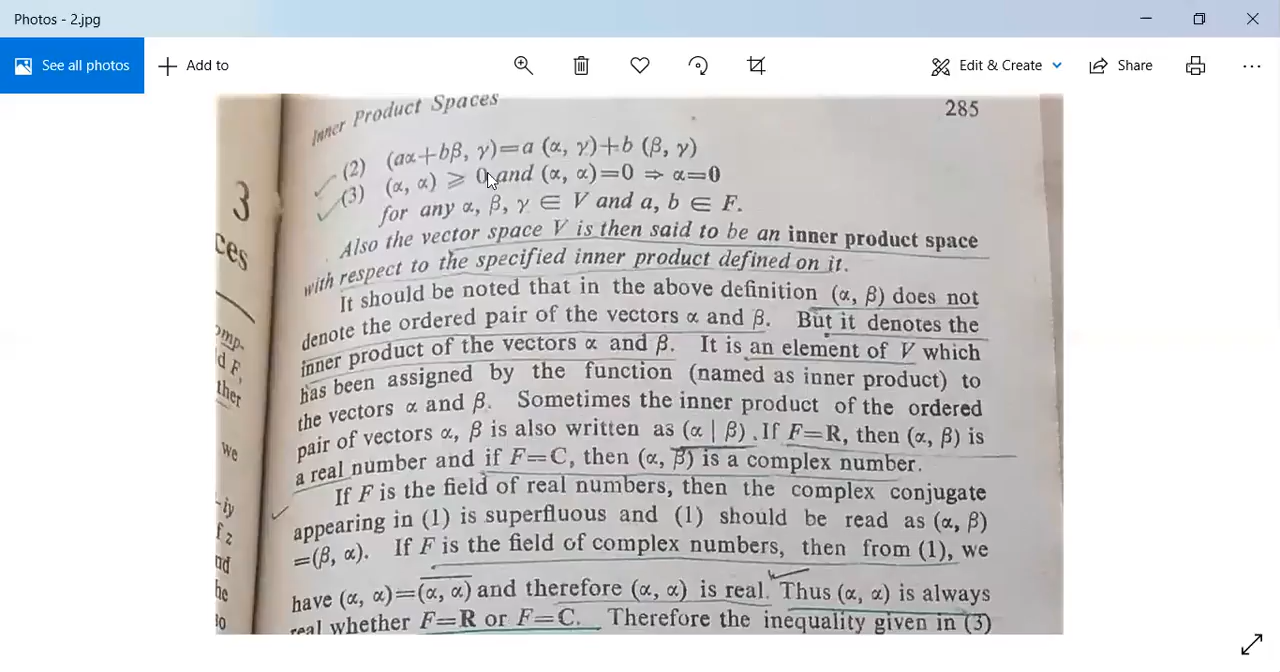 Photos - 2.jpg
See all photos
Add to
Edit & Create
Share
Inner Product Spaces
285
(2) (aα+bβ, γ)=a (α, γ)+b (β, γ)
(3) (α, α) ⩾ 0 and (α, α)=0 ⇒ α=0
for any α, β, γ ∈ V and a, b ∈ F.
Also the vector space V is then said to be an inner product space
with respect to the specified inner product defined on it.
It should be noted that in the above definition (α, β) does not
denote the ordered pair of the vectors α and β. But it denotes the
inner product of the vectors α and β. It is an element of V which
has been assigned by the function (named as inner product) to
the vectors α and β. Sometimes the inner product of the ordered
pair of vectors α, β is also written as (α | β). If F=R, then (α, β) is
a real number and if F=C, then (α, β) is a complex number.
If F is the field of real numbers, then the complex conjugate
appearing in (1) is superfluous and (1) should be read as (α, β)
=(β, α). If F is the field of complex numbers, then from (1), we
have (α, α)=\overline{(α, α)} and therefore (α, α) is real. Thus (α, α) is always
real whether F=R or F=C. Therefore the inequality given in (3)
3
ces
omp-
d F,
ther
we
-iy
f z
nd
he
so